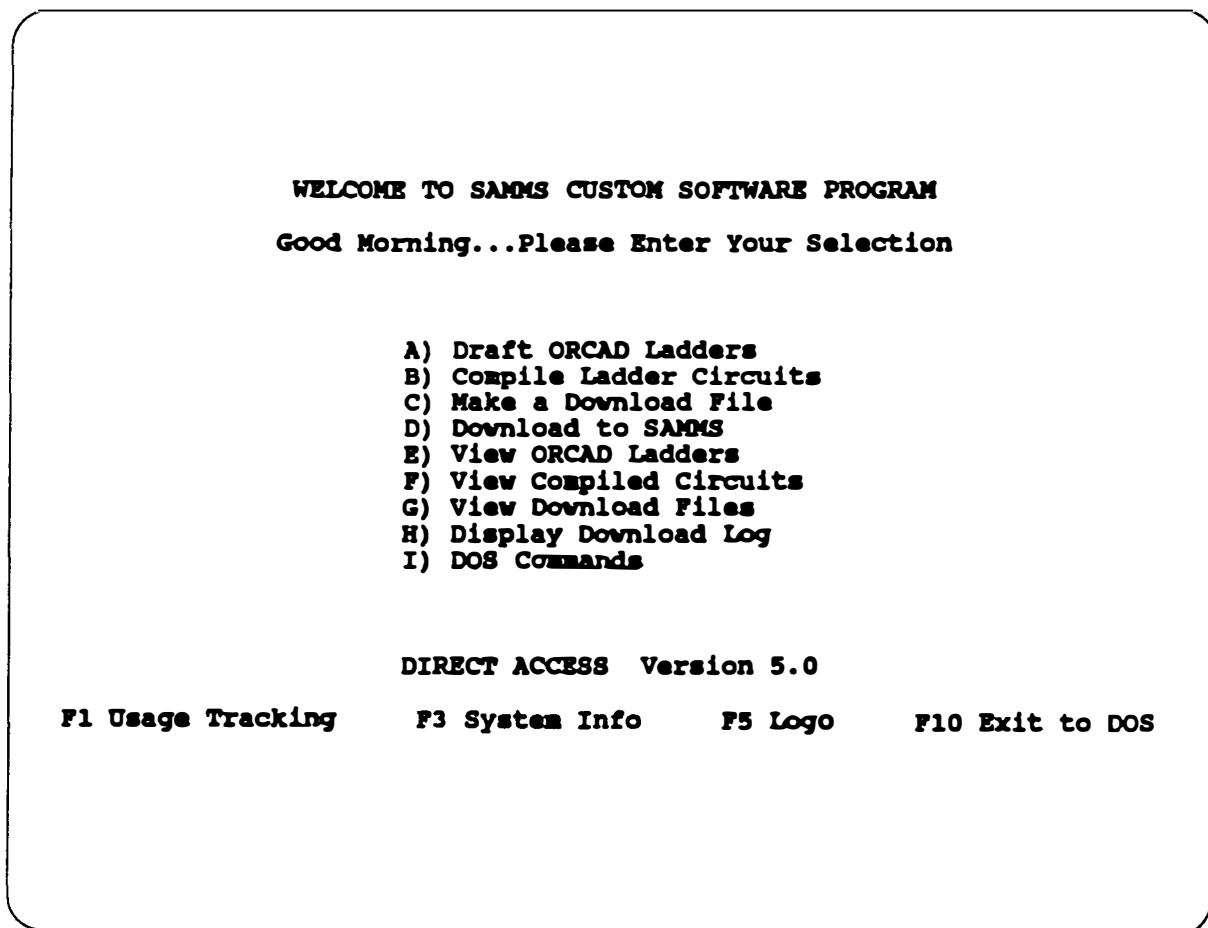 WELCOME TO SAMMS CUSTOM SOFTWARE PROGRAM
Good Morning...Please Enter Your Selection
A) Draft ORCAD Ladders
B) Compile Ladder Circuits
C) Make a Download File
D) Download to SAMMS
E) View ORCAD Ladders
F) View Compiled Circuits
G) View Download Files
H) Display Download Log
I) DOS Commands
DIRECT ACCESS Version 5.0
F1 Usage Tracking F3 System Info F5 Logo F10 Exit to DOS